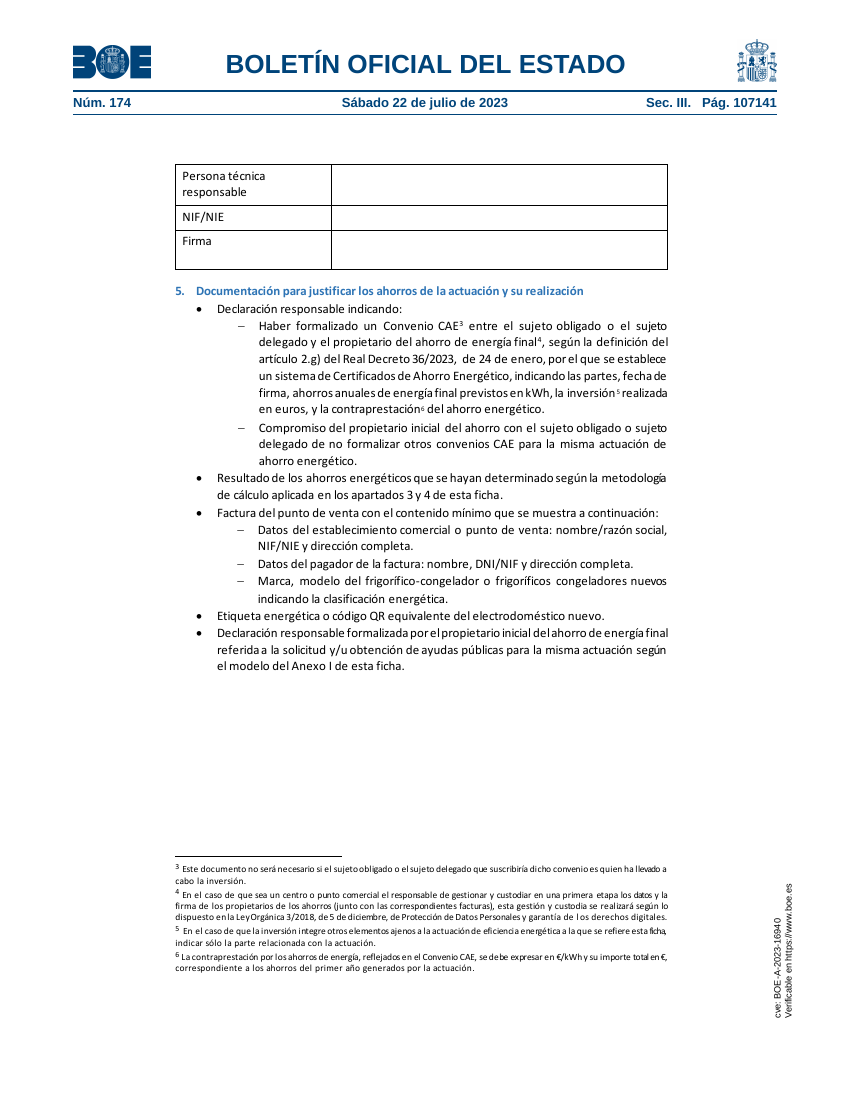 BOE
BOLETÍN OFICIAL DEL ESTADO
Núm. 174 Sábado 22 de julio de 2023 Sec. III. Pág. 107141
Persona técnica
responsable
NIF/NIE
Firma
5. Documentación para justificar los ahorros de la actuación y su realización
• Declaración responsable indicando:
– Haber formalizado un Convenio CAE³ entre el sujeto obligado o el sujeto
delegado y el propietario del ahorro de energía final⁴, según la definición del
artículo 2.g) del Real Decreto 36/2023, de 24 de enero, por el que se establece
un sistema de Certificados de Ahorro Energético, indicando las partes, fecha de
firma, ahorros anuales de energía final previstos en kWh, la inversión⁵ realizada
en euros, y la contraprestación⁶ del ahorro energético.
– Compromiso del propietario inicial del ahorro con el sujeto obligado o sujeto
delegado de no formalizar otros convenios CAE para la misma actuación de
ahorro energético.
• Resultado de los ahorros energéticos que se hayan determinado según la metodología
de cálculo aplicada en los apartados 3 y 4 de esta ficha.
• Factura del punto de venta con el contenido mínimo que se muestra a continuación:
– Datos del establecimiento comercial o punto de venta: nombre/razón social,
NIF/NIE y dirección completa.
– Datos del pagador de la factura: nombre, DNI/NIF y dirección completa.
– Marca, modelo del frigorífico-congelador o frigoríficos congeladores nuevos
indicando la clasificación energética.
• Etiqueta energética o código QR equivalente del electrodoméstico nuevo.
• Declaración responsable formalizada por el propietario inicial del ahorro de energía final
referida a la solicitud y/u obtención de ayudas públicas para la misma actuación según
el modelo del Anexo I de esta ficha.
³ Este documento no será necesario si el sujeto obligado o el sujeto delegado que suscribiría dicho convenio es quien ha llevado a
cabo la inversión.
⁴ En el caso de que sea un centro o punto comercial el responsable de gestionar y custodiar en una primera etapa los datos y la
firma de los propietarios de los ahorros (junto con las correspondientes facturas), esta gestión y custodia se realizará según lo
dispuesto en la Ley Orgánica 3/2018, de 5 de diciembre, de Protección de Datos Personales y garantía de los derechos digitales.
⁵ En el caso de que la inversión integre otros elementos ajenos a la actuación de eficiencia energética a la que se refiere esta ficha,
indicar sólo la parte relacionada con la actuación.
⁶ La contraprestación por los ahorros de energía, reflejados en el Convenio CAE, se debe expresar en €/kWh y su importe total en €,
correspondiente a los ahorros del primer año generados por la actuación.
cve: BOE-A-2023-16940
Verificable en https://www.boe.es